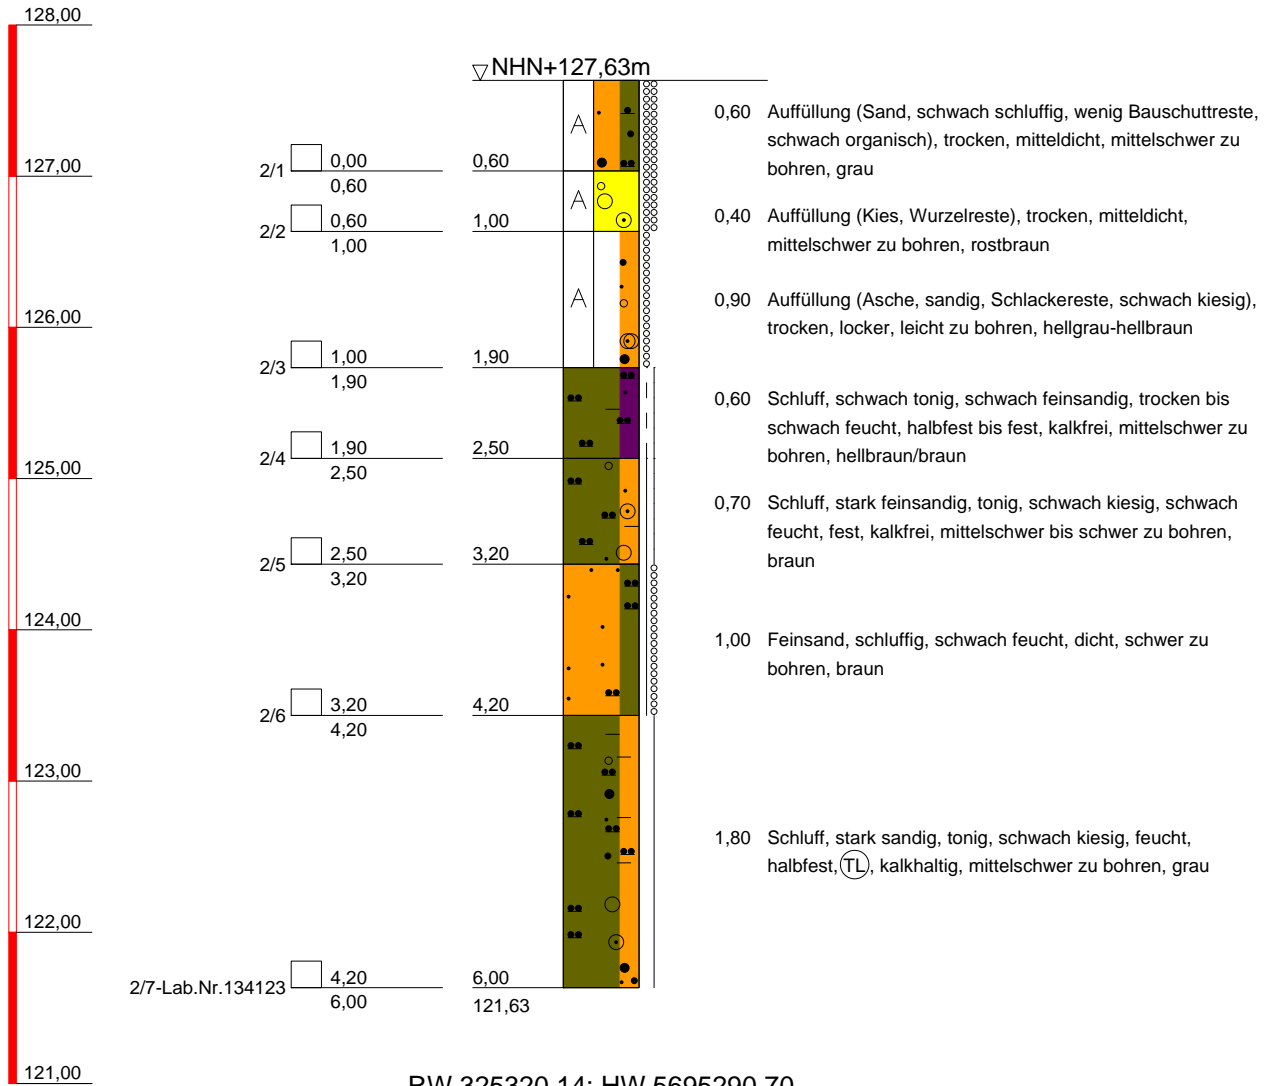 128,00
NHN+127,63m
0,60 Auffüllung (Sand, schwach schluffig, wenig Bauschuttreste,
schwach organisch), trocken, mitteldicht, mittelschwer zu
bohren, grau
A
127,00
2/1 0,00 0,60
0,60
0,40 Auffüllung (Kies, Wurzelreste), trocken, mitteldicht,
mittelschwer zu bohren, rostbraun
A
2/2 0,60 1,00
1,00
0,90 Auffüllung (Asche, sandig, Schlackereste, schwach kiesig),
trocken, locker, leicht zu bohren, hellgrau-hellbraun
A
126,00
2/3 1,00 1,90
1,90
0,60 Schluff, schwach tonig, schwach feinsandig, trocken bis
schwach feucht, halbfest bis fest, kalkfrei, mittelschwer zu
bohren, hellbraun/braun
2/4 1,90 2,50
2,50
125,00
0,70 Schluff, stark feinsandig, tonig, schwach kiesig, schwach
feucht, fest, kalkfrei, mittelschwer bis schwer zu bohren,
braun
2/5 2,50 3,20
3,20
124,00
1,00 Feinsand, schluffig, schwach feucht, dicht, schwer zu
bohren, braun
2/6 3,20 4,20
4,20
123,00
1,80 Schluff, stark sandig, tonig, schwach kiesig, feucht,
halbfest, TL, kalkhaltig, mittelschwer zu bohren, grau
122,00
2/7-Lab.Nr.134123 4,20 6,00
6,00 121,63
121,00
RW 325320,14; HW 5695290,70